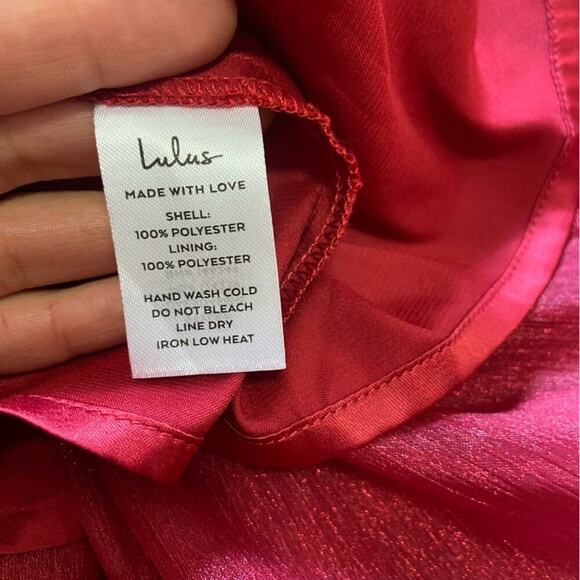 Lulus
MADE WITH LOVE
SHELL:
100% POLYESTER
LINING:
100% POLYESTER
HAND WASH COLD
DO NOT BLEACH
LINE DRY
IRON LOW HEAT